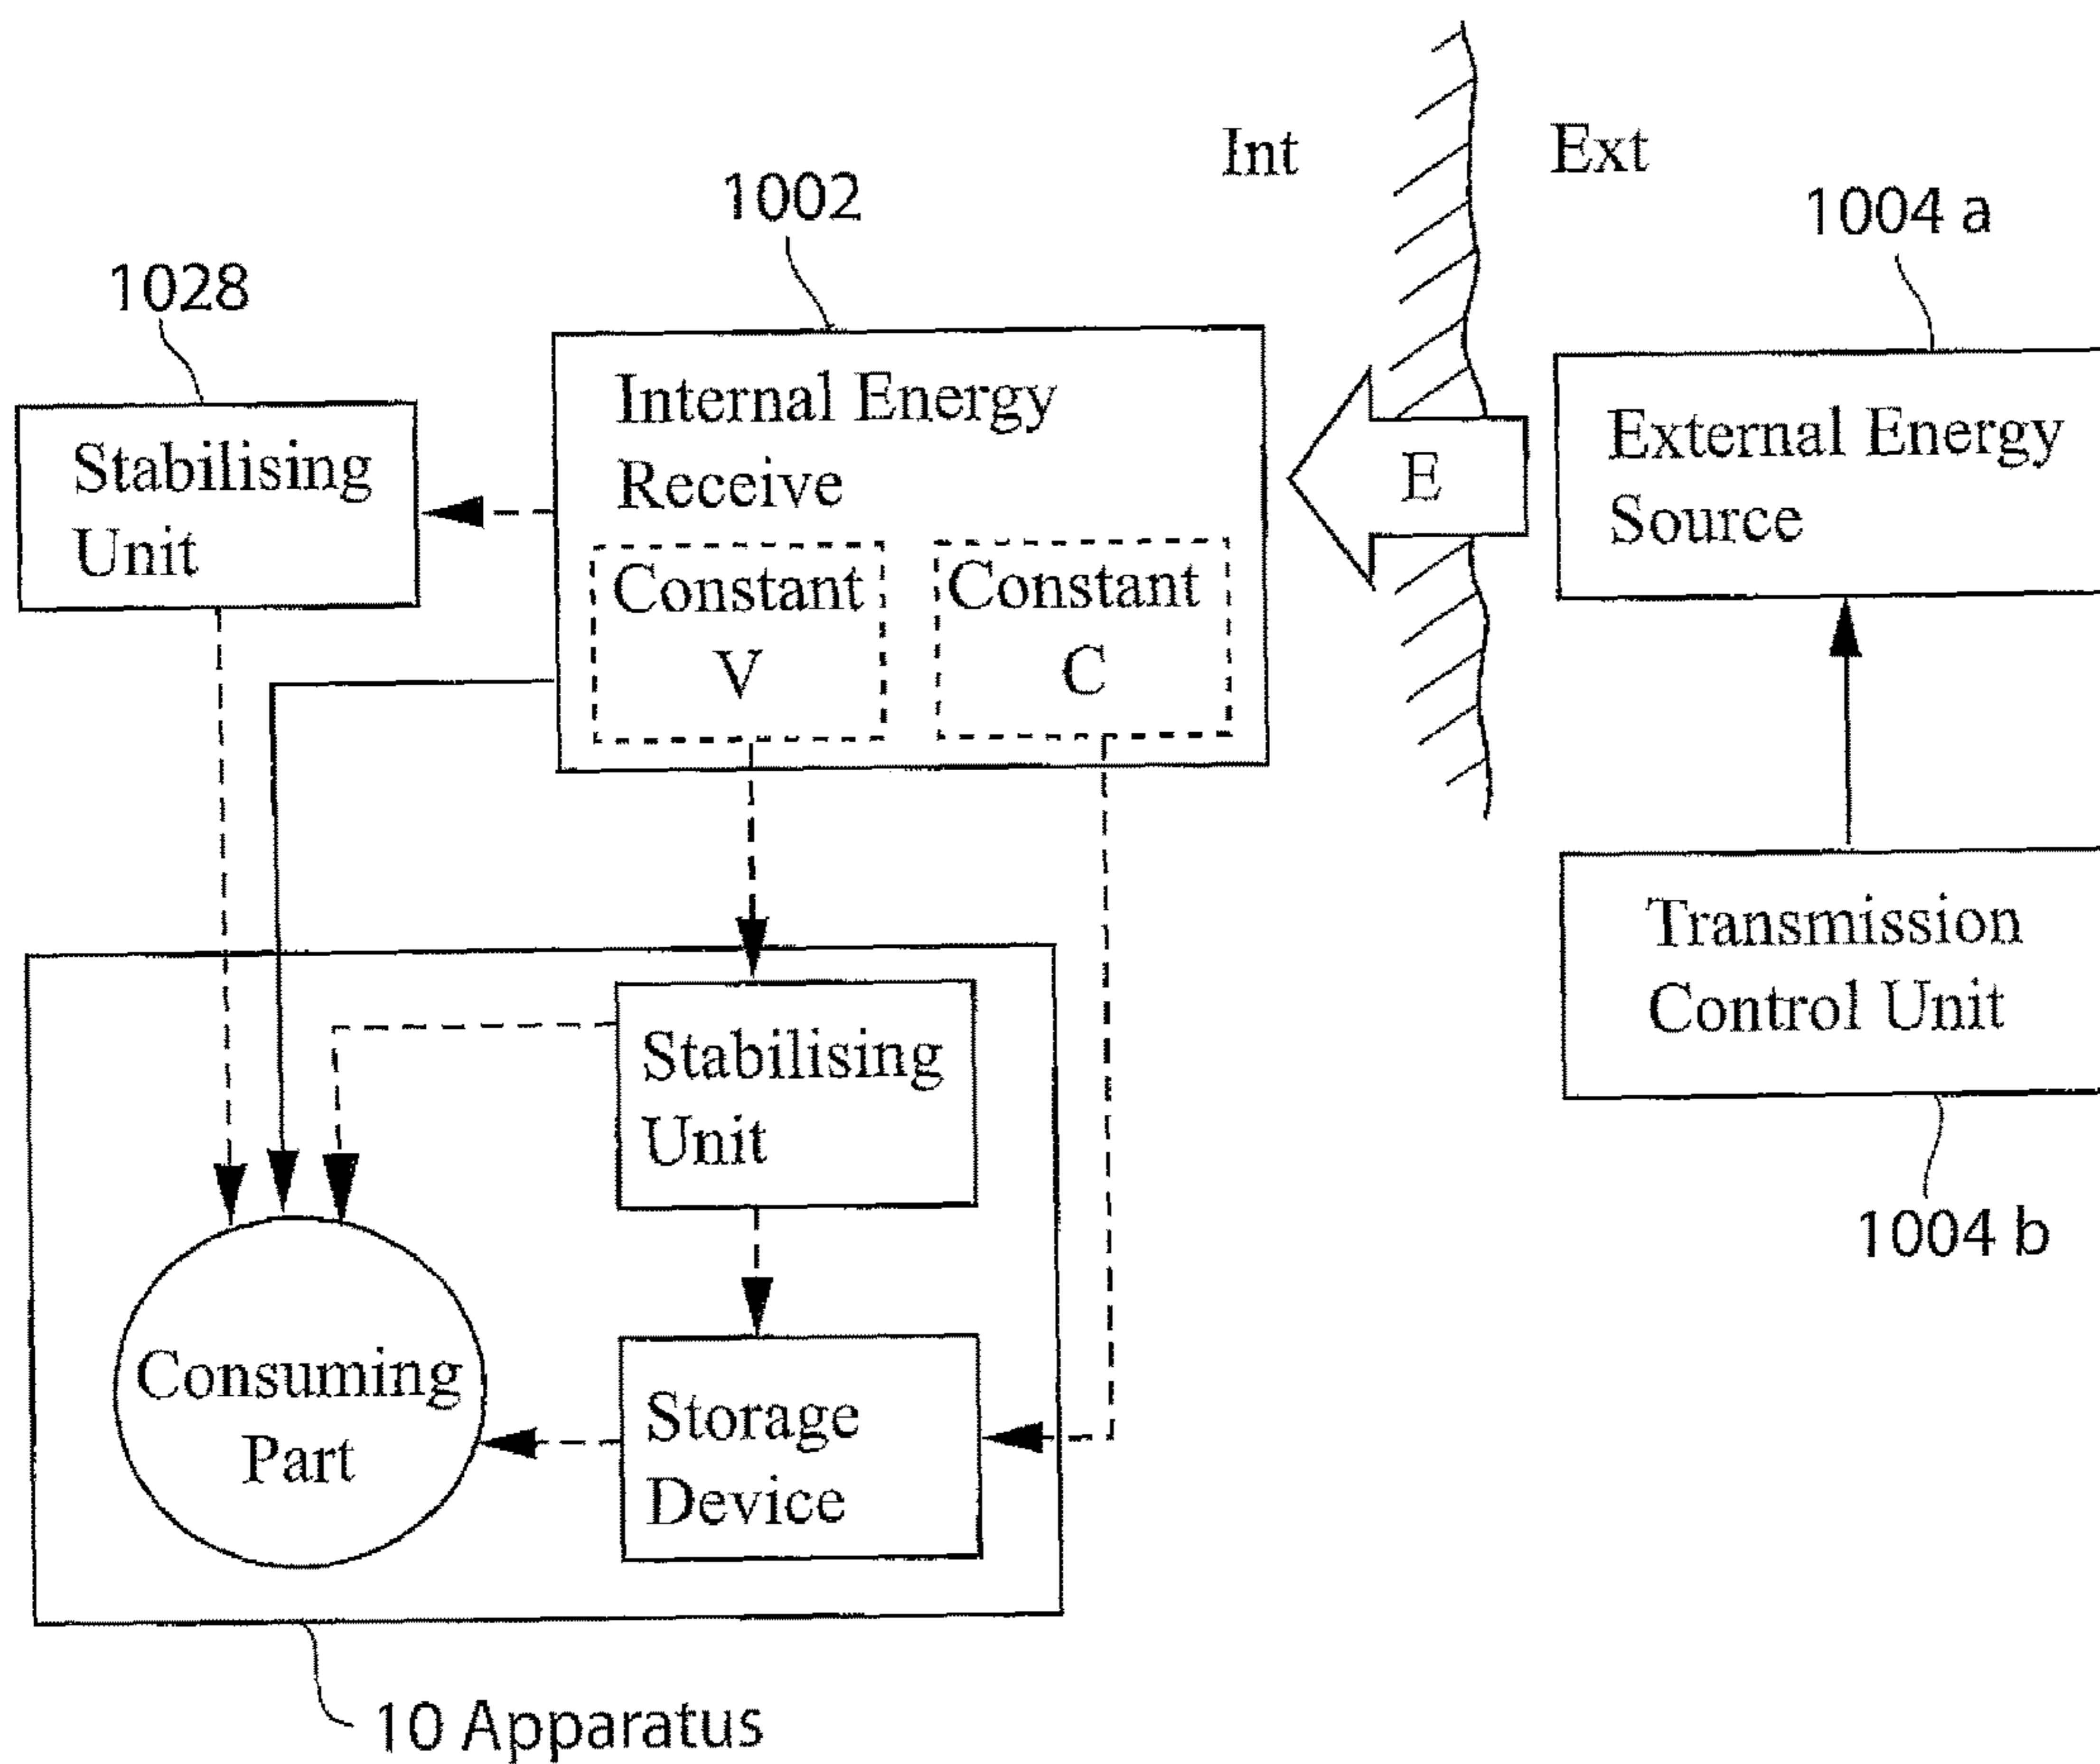 Int
Ext
1002
1004 a
1028
Internal Energy
Receive
Stabilising
Unit
Constant
V
Constant
C
E
External Energy
Source
Transmission
Control Unit
1004 b
Stabilising
Unit
Consuming
Part
Storage
Device
10 Apparatus